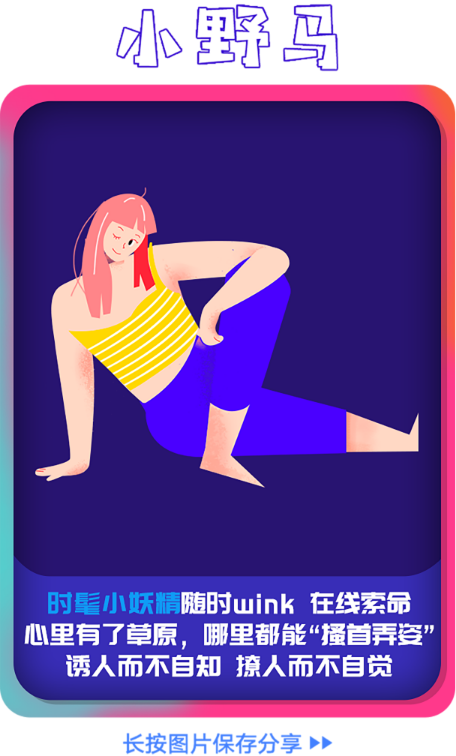 小野马
时髦小妖精随时wink 在线索命
心里有了草原，哪里都能“搔首弄姿”
诱人而不自知 撩人而不自觉
长按图片保存分享